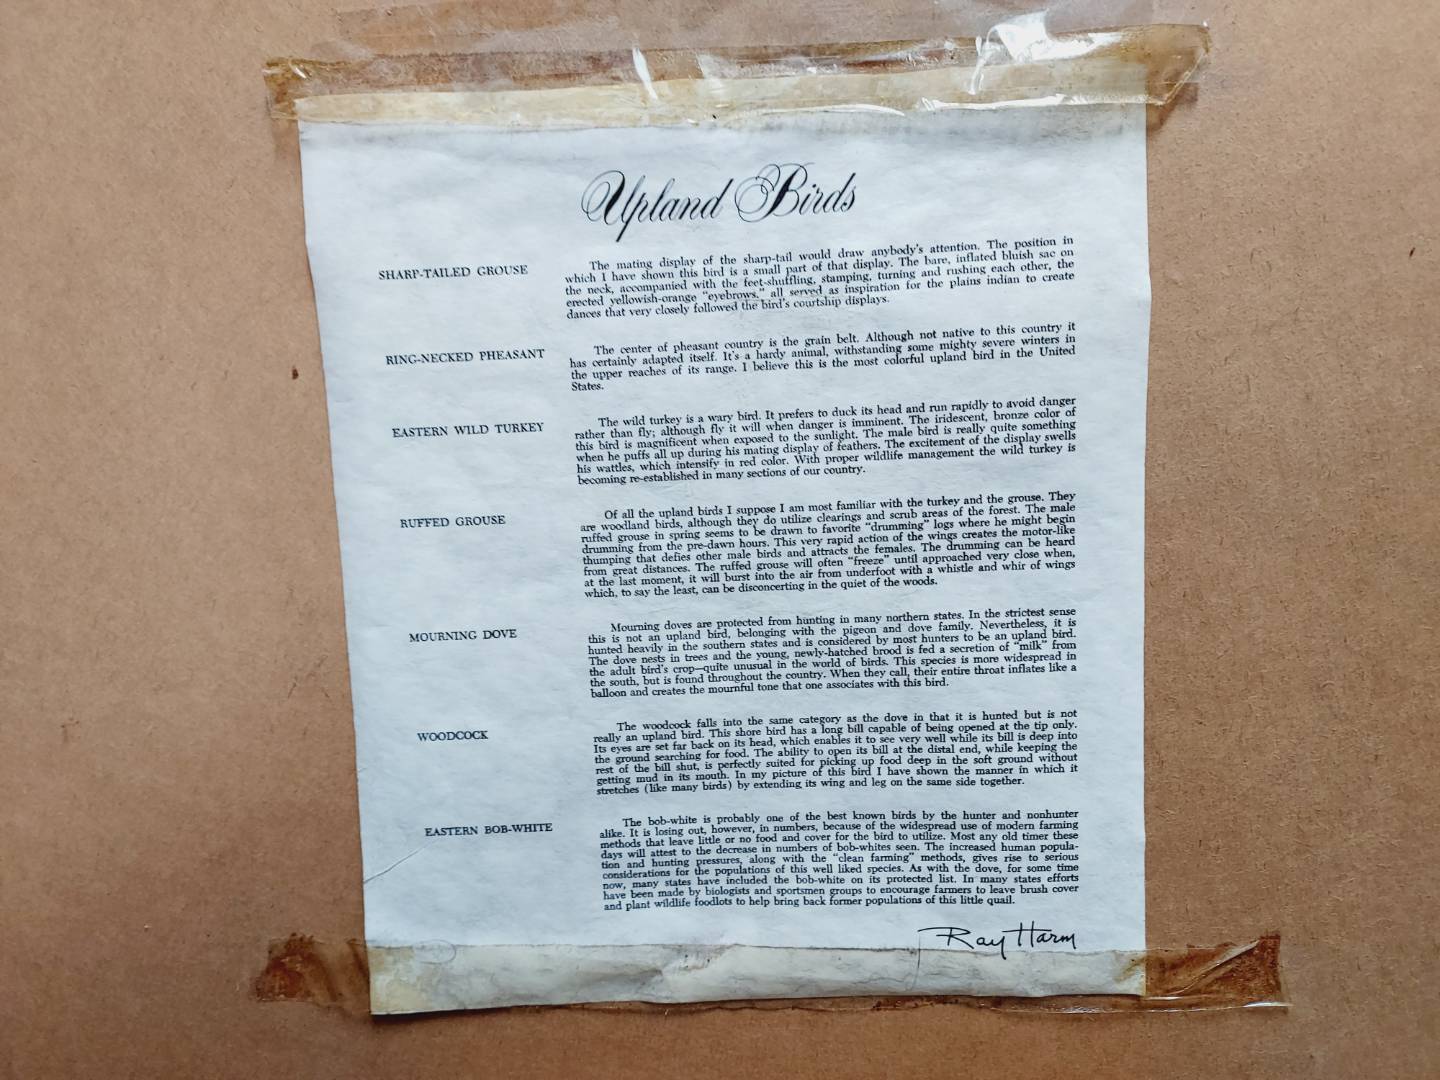 Upland Birds
SHARP-TAILED GROUSE
The mating display of the sharp-tail would draw anybody's attention. The position in
which I have shown this bird is a small part of that display. The bare, inflated bluish sac on
the neck, accompanied with the feet-shuffling, stamping, turning and rushing each other, the
erected yellowish-orange "eyebrows," all served as inspiration for the plains indian to create
dances that very closely followed the bird's courtship displays.
RING-NECKED PHEASANT
The center of pheasant country is the grain belt. Although not native to this country it
has certainly adapted itself. It's a hardy animal, withstanding some mighty severe winters in
the upper reaches of its range. I believe this is the most colorful upland bird in the United
States.
EASTERN WILD TURKEY
The wild turkey is a wary bird. It prefers to duck its head and run rapidly to avoid danger
rather than fly; although fly it will when danger is imminent. The iridescent, bronze color of
this bird is magnificent when exposed to the sunlight. The male bird is really quite something
when he puffs all up during his mating display of feathers. The excitement of the display swells
his wattles, which intensify in red color. With proper wildlife management the wild turkey is
becoming re-established in many sections of our country.
RUFFED GROUSE
Of all the upland birds I suppose I am most familiar with the turkey and the grouse. They
are woodland birds, although they do utilize clearings and scrub areas of the forest. The male
ruffed grouse in spring seems to be drawn to favorite "drumming" logs where he might begin
drumming from the pre-dawn hours. This very rapid action of the wings creates the motor-like
thumping that defies other male birds and attracts the females. The drumming can be heard
from great distances. The ruffed grouse will often "freeze" until approached very close when,
at the last moment, it will burst into the air from underfoot with a whistle and whir of wings
which, to say the least, can be disconcerting in the quiet of the woods.
MOURNING DOVE
Mourning doves are protected from hunting in many northern states. In the strictest sense
this is not an upland bird, belonging with the pigeon and dove family. Nevertheless, it is
hunted heavily in the southern states and is considered by most hunters to be an upland bird.
The dove nests in trees and the young, newly-hatched brood is fed a secretion of "milk" from
the adult bird's crop—quite unusual in the world of birds. This species is more widespread in
the south, but is found throughout the country. When they call, their entire throat inflates like a
balloon and creates the mournful tone that one associates with this bird.
WOODCOCK
The woodcock falls into the same category as the dove in that it is hunted but is not
really an upland bird. This shore bird has a long bill capable of being opened at the tip only.
Its eyes are set far back on its head, which enables it to see very well while its bill is deep into
the ground searching for food. The ability to open its bill at the distal end, while keeping the
rest of the bill shut, is perfectly suited for picking up food deep in the soft ground without
getting mud in its mouth. In my picture of this bird I have shown the manner in which it
stretches (like many birds) by extending its wing and leg on the same side together.
EASTERN BOB-WHITE
The bob-white is probably one of the best known birds by the hunter and nonhunter
alike. It is losing out, however, in numbers, because of the widespread use of modern farming
methods that leave little or no food and cover for the bird to utilize. Most any old timer these
days will attest to the decrease in numbers of bob-whites seen. The increased human popula-
tion and hunting pressures, along with the "clean farming" methods, gives rise to serious
considerations for the populations of this well liked species. As with the dove, for some time
now, many states have included the bob-white on its protected list. In many states efforts
have been made by biologists and sportsmen groups to encourage farmers to leave brush cover
and plant wildlife foodlots to help bring back former populations of this little quail.
Ray Harm